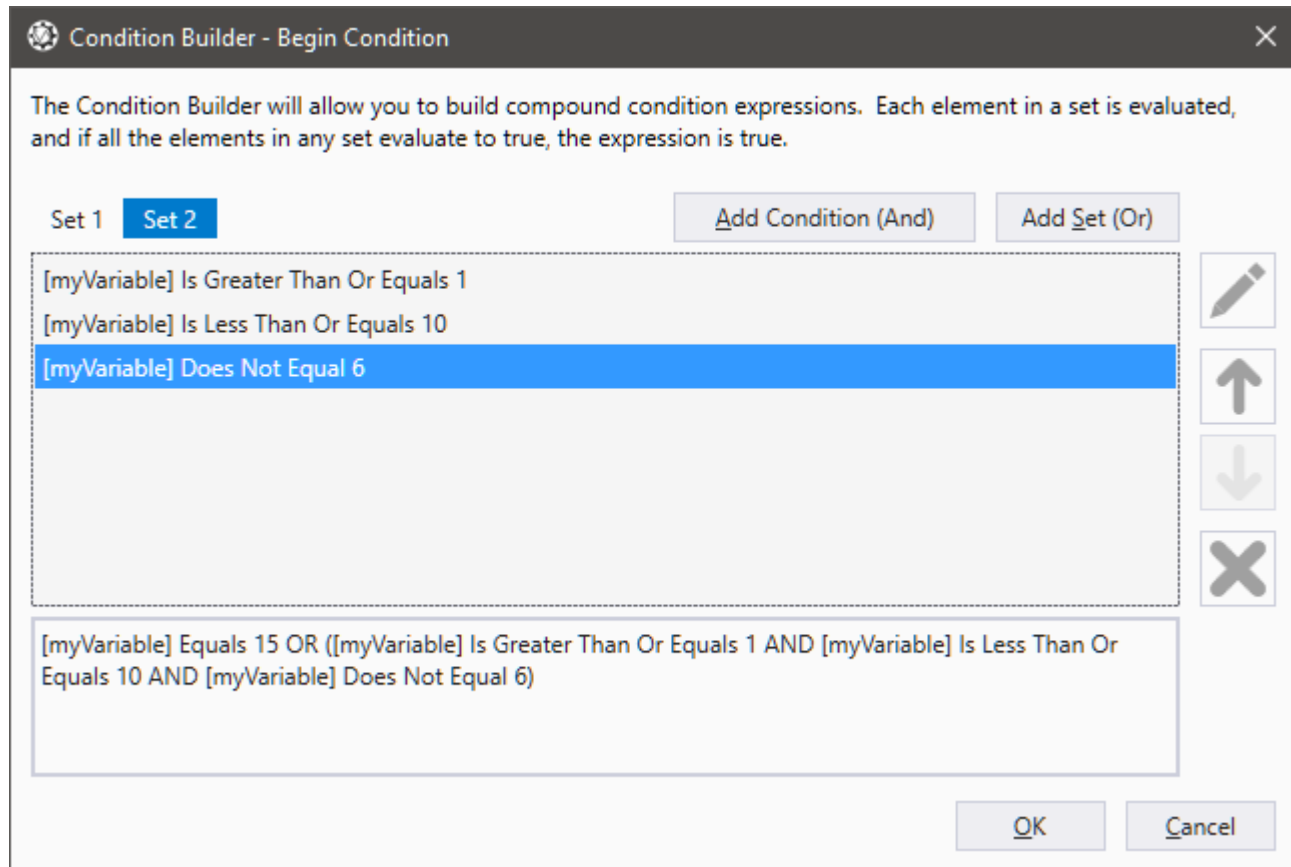 Condition Builder - Begin Condition
The Condition Builder will allow you to build compound condition expressions.  Each element in a set is evaluated,
and if all the elements in any set evaluate to true, the expression is true.
Set 1 Set 2 Add Condition (And) Add Set (Or)
[myVariable] Is Greater Than Or Equals 1
[myVariable] Is Less Than Or Equals 10
[myVariable] Does Not Equal 6
[myVariable] Equals 15 OR ([myVariable] Is Greater Than Or Equals 1 AND [myVariable] Is Less Than Or
Equals 10 AND [myVariable] Does Not Equal 6)
OK Cancel